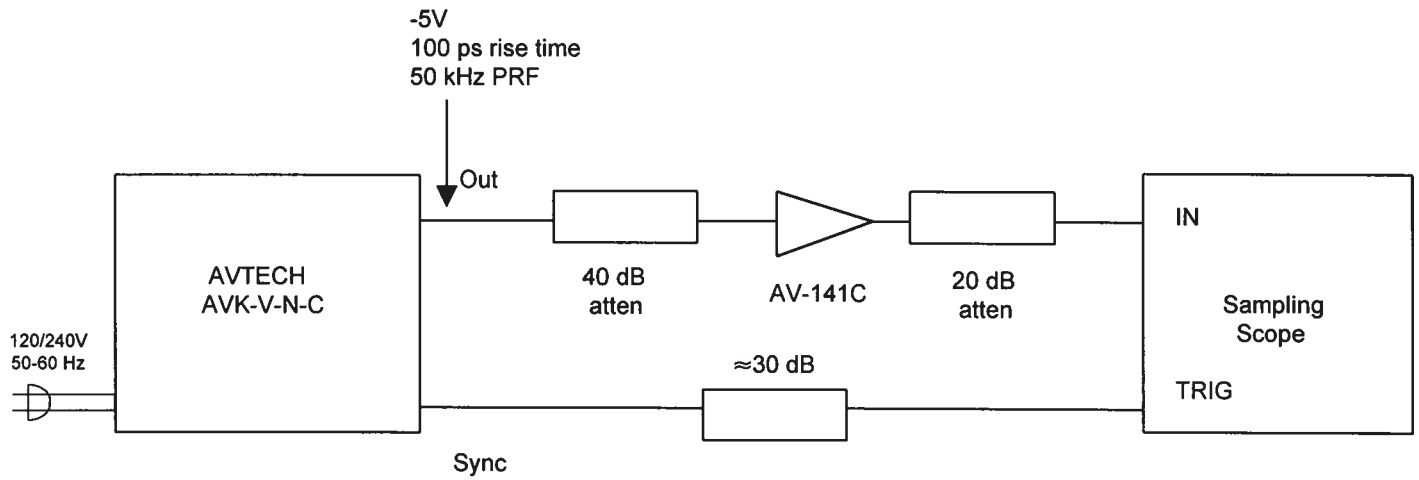 -5V
100 ps rise time
50 kHz PRF
Out
AVTECH
AVK-V-N-C
40 dB
atten
AV-141C
20 dB
atten
IN
Sampling
Scope
120/240V
50-60 Hz
≈30 dB
TRIG
Sync